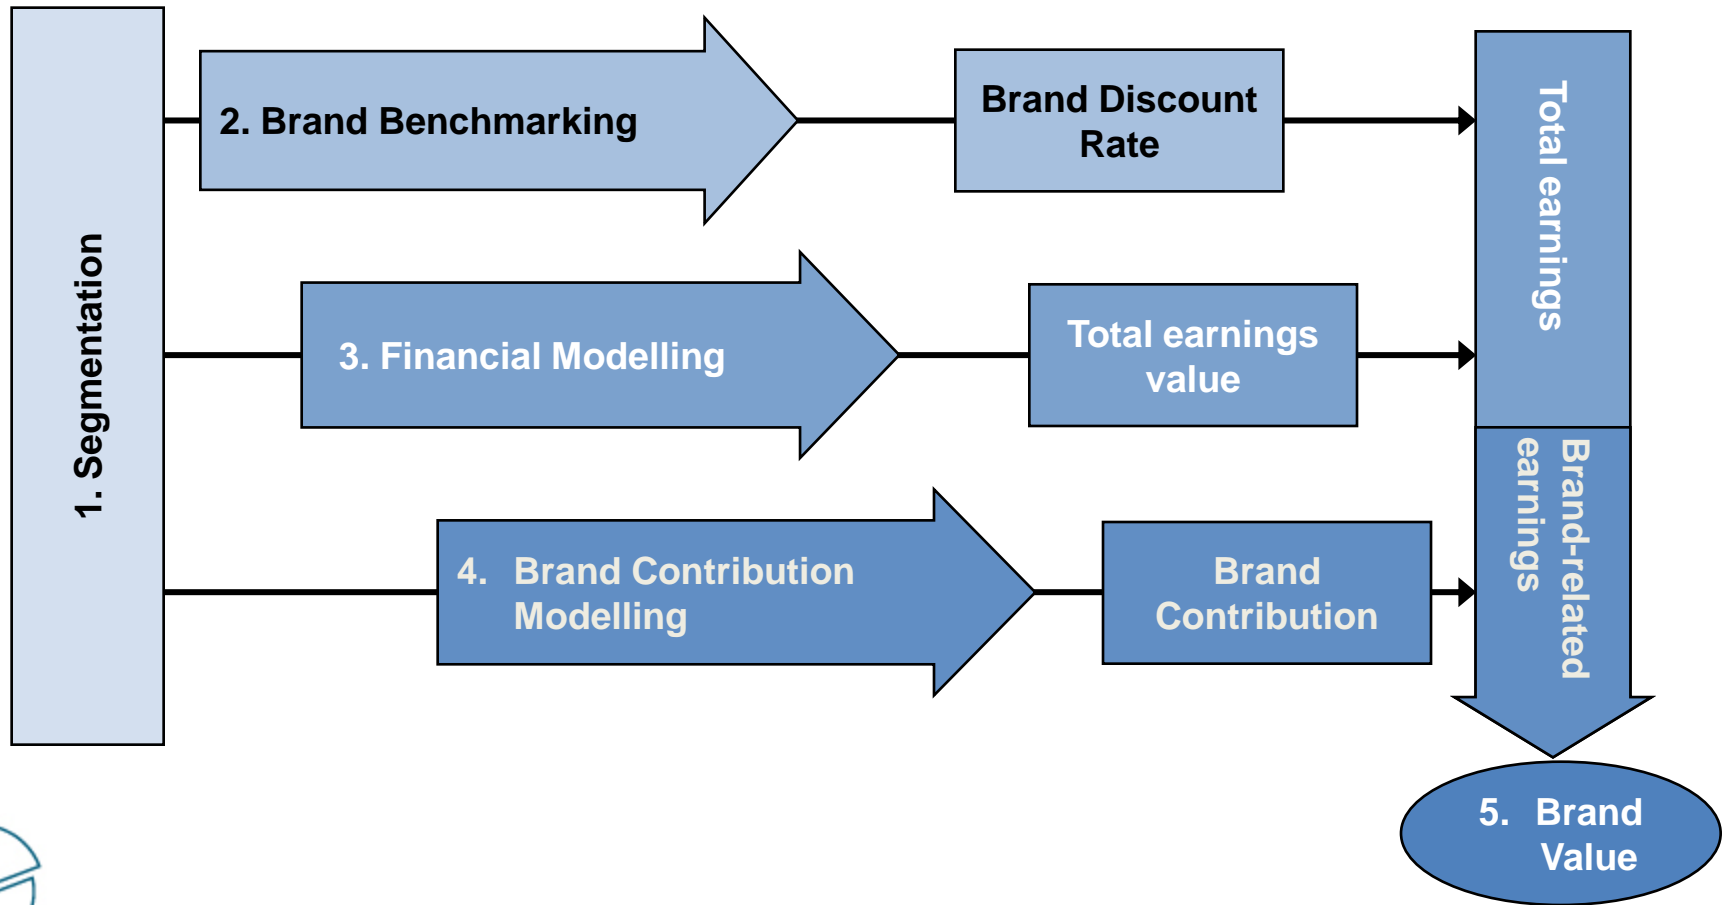 1. Segmentation
2. Brand Benchmarking
Brand Discount
Rate
Total earnings
3. Financial Modelling
Total earnings
value
4. Brand Contribution
Modelling
Brand
Contribution
Brand-related
earnings
5. Brand
Value